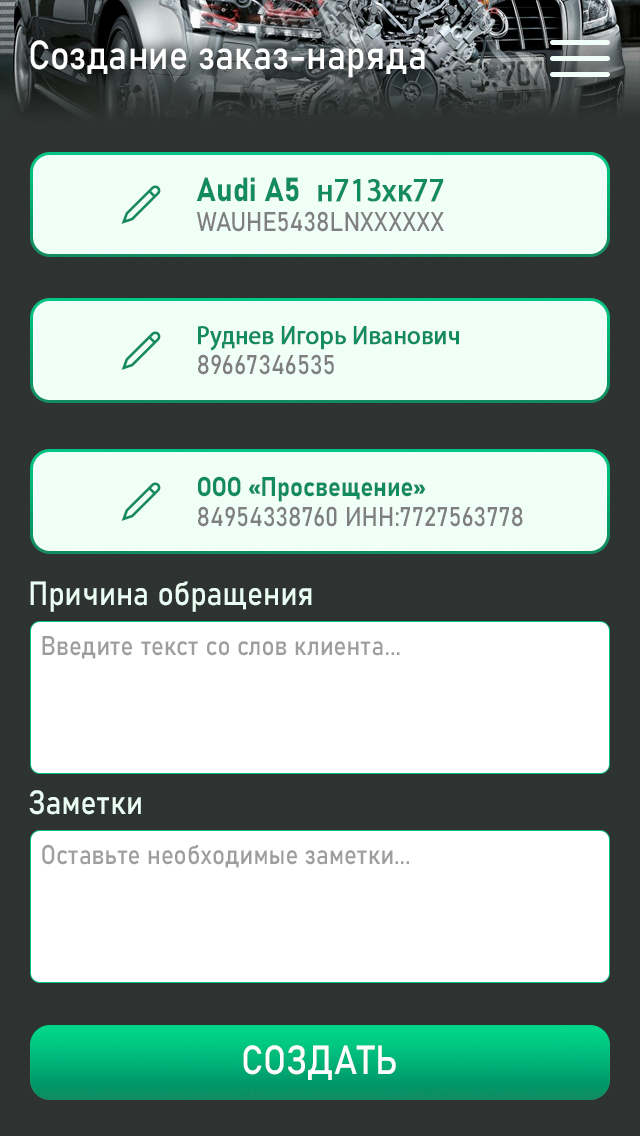 Создание заказ-наряда
707
Audi A5 н713хк77
WAUHE5438LNXXXXXX
Руднев Игорь Иванович
89667346535
ООО «Просвещение»
84954338760 ИНН:7727563778
Причина обращения
Введите текст со слов клиента...
Заметки
Оставьте необходимые заметки...
СОЗДАТЬ